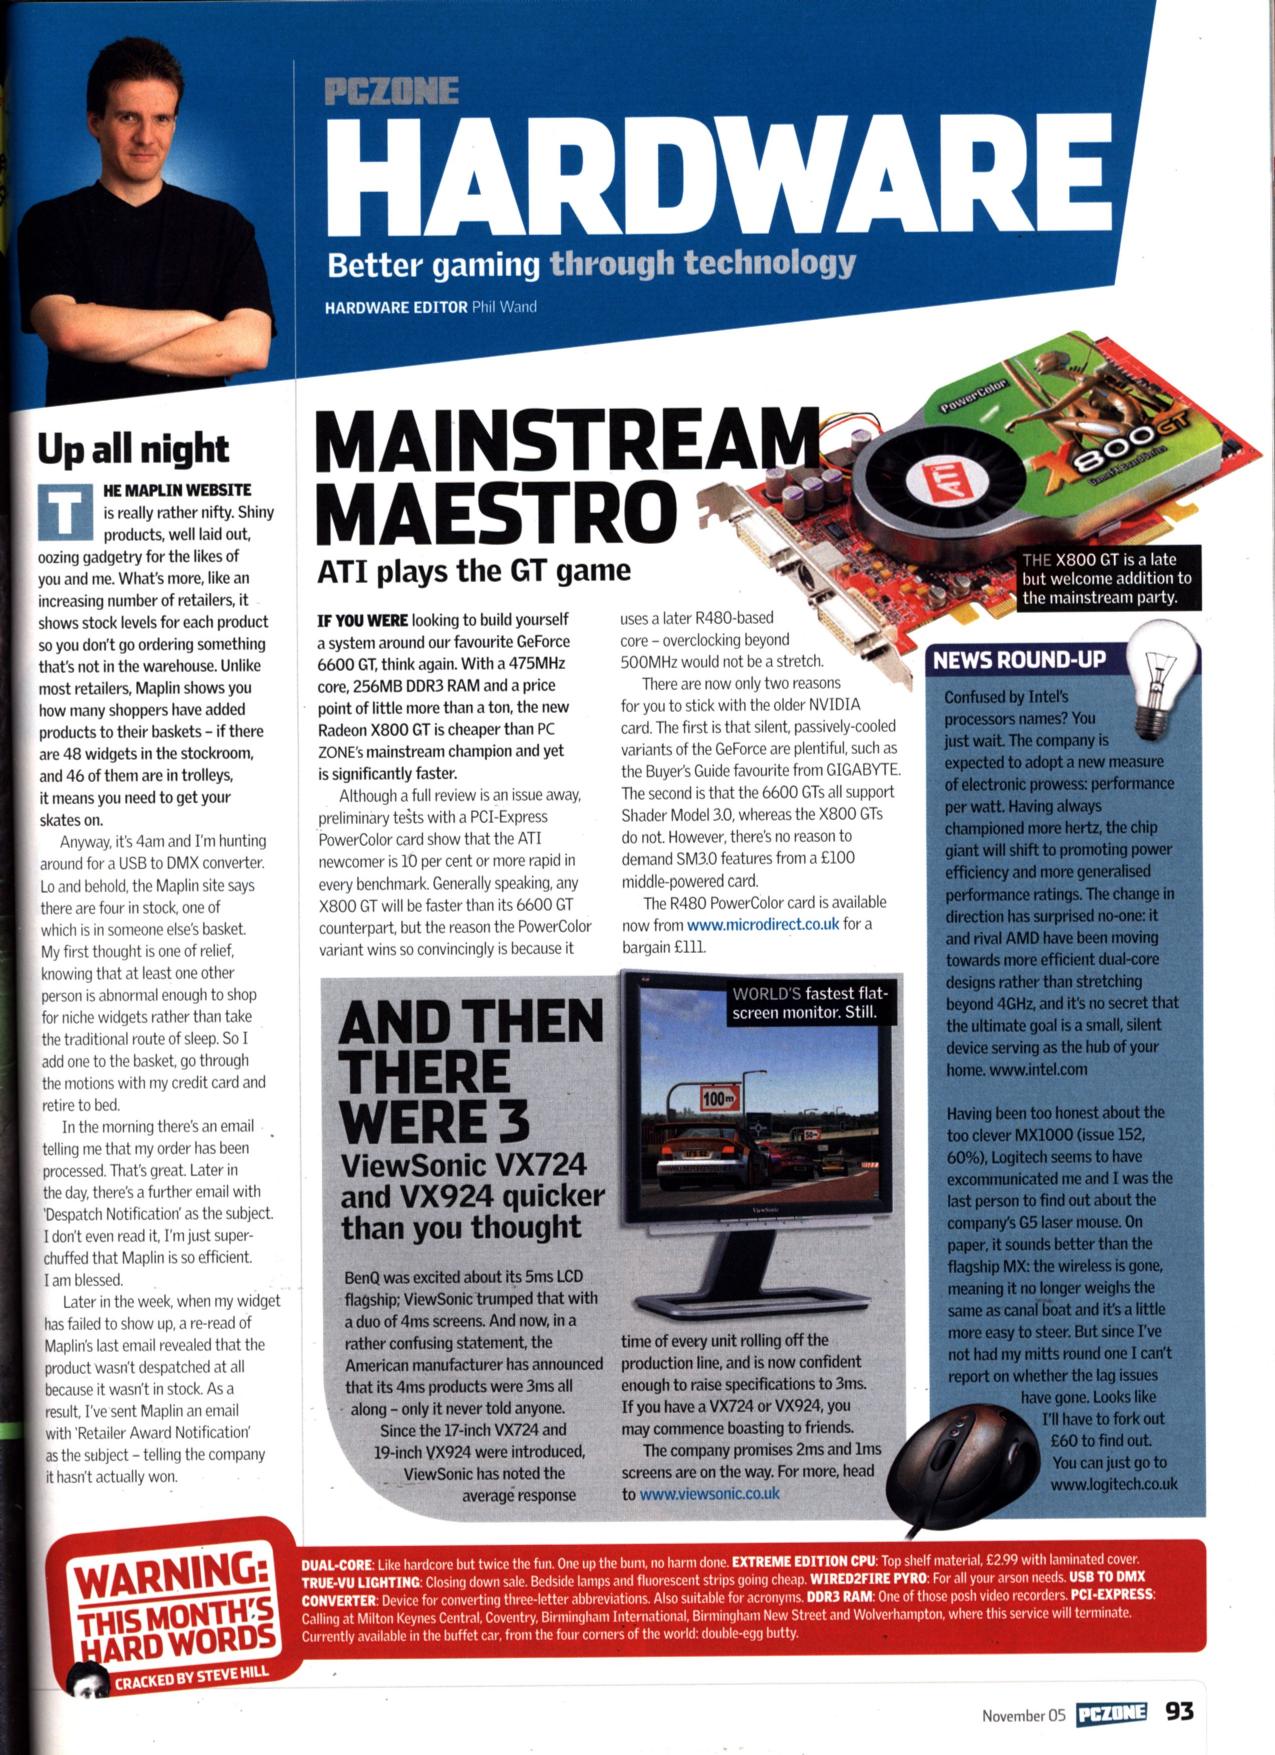 PCZONE
HARDWARE
Better gaming through technology
HARDWARE EDITOR Phil Wand
Up all night
THE MAPLIN WEBSITE
is really rather nifty. Shiny
products, well laid out,
oozing gadgetry for the likes of
you and me. What's more, like an
increasing number of retailers, it
shows stock levels for each product
so you don't go ordering something
that's not in the warehouse. Unlike
most retailers, Maplin shows you
how many shoppers have added
products to their baskets – if there
are 48 widgets in the stockroom,
and 46 of them are in trolleys,
it means you need to get your
skates on.
Anyway, it's 4am and I'm hunting
around for a USB to DMX converter.
Lo and behold, the Maplin site says
there are four in stock, one of
which is in someone else's basket.
My first thought is one of relief,
knowing that at least one other
person is abnormal enough to shop
for niche widgets rather than take
the traditional route of sleep. So I
add one to the basket, go through
the motions with my credit card and
retire to bed.
In the morning there's an email
telling me that my order has been
processed. That's great. Later in
the day, there's a further email with
'Despatch Notification' as the subject.
I don't even read it, I'm just super-
chuffed that Maplin is so efficient.
I am blessed.
Later in the week, when my widget
has failed to show up, a re-read of
Maplin's last email revealed that the
product wasn't despatched at all
because it wasn't in stock. As a
result, I've sent Maplin an email
with 'Retailer Award Notification'
as the subject – telling the company
it hasn't actually won.
MAINSTREAM
MAESTRO
ATI plays the GT game
IF YOU WERE looking to build yourself
a system around our favourite GeForce
6600 GT, think again. With a 475MHz
core, 256MB DDR3 RAM and a price
point of little more than a ton, the new
Radeon X800 GT is cheaper than PC
ZONE's mainstream champion and yet
is significantly faster.
Although a full review is an issue away,
preliminary tests with a PCI-Express
PowerColor card show that the ATI
newcomer is 10 per cent or more rapid in
every benchmark. Generally speaking, any
X800 GT will be faster than its 6600 GT
counterpart, but the reason the PowerColor
variant wins so convincingly is because it
uses a later R480-based
core – overclocking beyond
500MHz would not be a stretch.
There are now only two reasons
for you to stick with the older NVIDIA
card. The first is that silent, passively-cooled
variants of the GeForce are plentiful, such as
the Buyer's Guide favourite from GIGABYTE.
The second is that the 6600 GTs all support
Shader Model 3.0, whereas the X800 GTs
do not. However, there's no reason to
demand SM3.0 features from a £100
middle-powered card.
The R480 PowerColor card is available
now from www.microdirect.co.uk for a
bargain £111.
PowerColor
X800GT
ATI
THE X800 GT is a late
but welcome addition to
the mainstream party.
AND THEN
THERE
WERE 3
ViewSonic VX724
and VX924 quicker
than you thought
BenQ was excited about its 5ms LCD
flagship; ViewSonic trumped that with
a duo of 4ms screens. And now, in a
rather confusing statement, the
American manufacturer has announced
that its 4ms products were 3ms all
along – only it never told anyone.
Since the 17-inch VX724 and
19-inch VX924 were introduced,
ViewSonic has noted the
average response
WORLD'S fastest flat-
screen monitor. Still.
100m
50m
ViewSonic
time of every unit rolling off the
production line, and is now confident
enough to raise specifications to 3ms.
If you have a VX724 or VX924, you
may commence boasting to friends.
The company promises 2ms and 1ms
screens are on the way. For more, head
to www.viewsonic.co.uk
NEWS ROUND-UP
Confused by Intel's
processors names? You
just wait. The company is
expected to adopt a new measure
of electronic prowess: performance
per watt. Having always
championed more hertz, the chip
giant will shift to promoting power
efficiency and more generalised
performance ratings. The change in
direction has surprised no-one: it
and rival AMD have been moving
towards more efficient dual-core
designs rather than stretching
beyond 4GHz, and it's no secret that
the ultimate goal is a small, silent
device serving as the hub of your
home. www.intel.com
Having been too honest about the
too clever MX1000 (issue 152,
60%), Logitech seems to have
excommunicated me and I was the
last person to find out about the
company's G5 laser mouse. On
paper, it sounds better than the
flagship MX: the wireless is gone,
meaning it no longer weighs the
same as canal boat and it's a little
more easy to steer. But since I've
not had my mitts round one I can't
report on whether the lag issues
have gone. Looks like
I'll have to fork out
£60 to find out.
You can just go to
www.logitech.co.uk
WARNING:
THIS MONTH'S
HARD WORDS
CRACKED BY STEVE HILL
DUAL-CORE: Like hardcore but twice the fun. One up the bum, no harm done. EXTREME EDITION CPU: Top shelf material, £2.99 with laminated cover.
TRUE-VU LIGHTING: Closing down sale. Bedside lamps and fluorescent strips going cheap. WIRED2FIRE PYRO: For all your arson needs. USB TO DMX
CONVERTER: Device for converting three-letter abbreviations. Also suitable for acronyms. DDR3 RAM: One of those posh video recorders. PCI-EXPRESS:
Calling at Milton Keynes Central, Coventry, Birmingham International, Birmingham New Street and Wolverhampton, where this service will terminate.
Currently available in the buffet car, from the four corners of the world: double-egg butty.
November 05 PCZONE 93